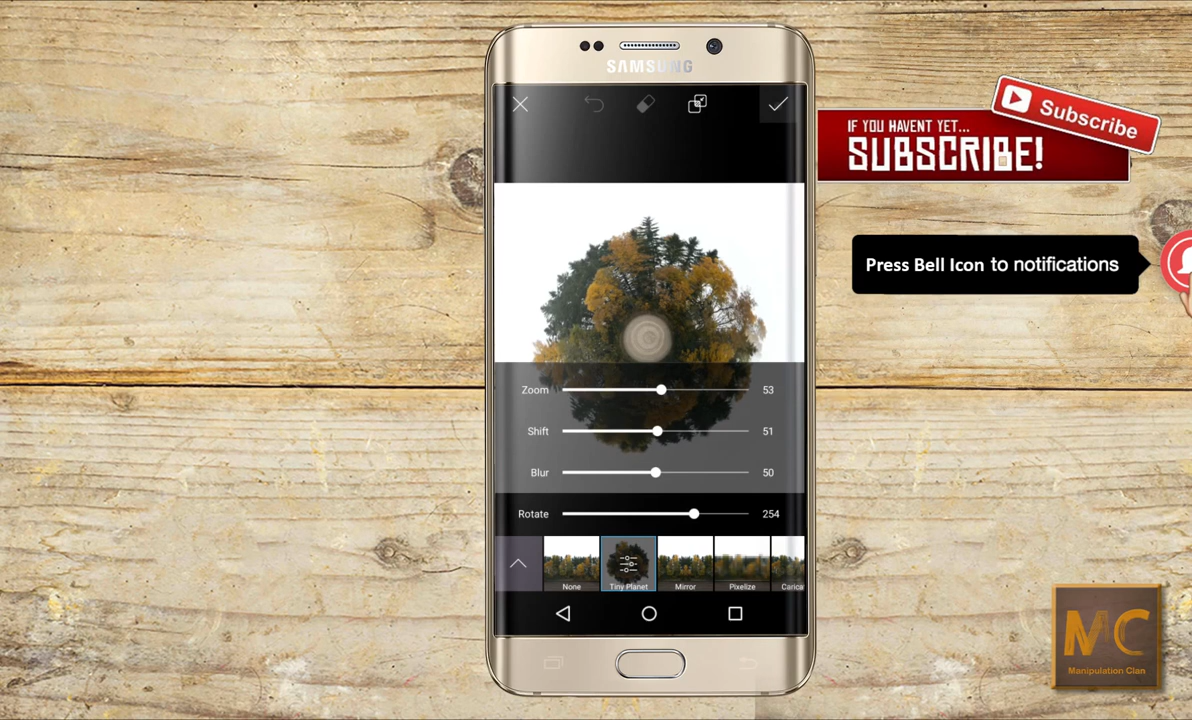 SAMSUNG
Subscribe
IF YOU HAVENT YET...
SUBSCRIBE!
Press Bell Icon to notifications
Zoom 53
Shift 51
Blur 50
Rotate 254
None Tiny Planet Mirror Pixelize Carica
MC
Manipulation Clan